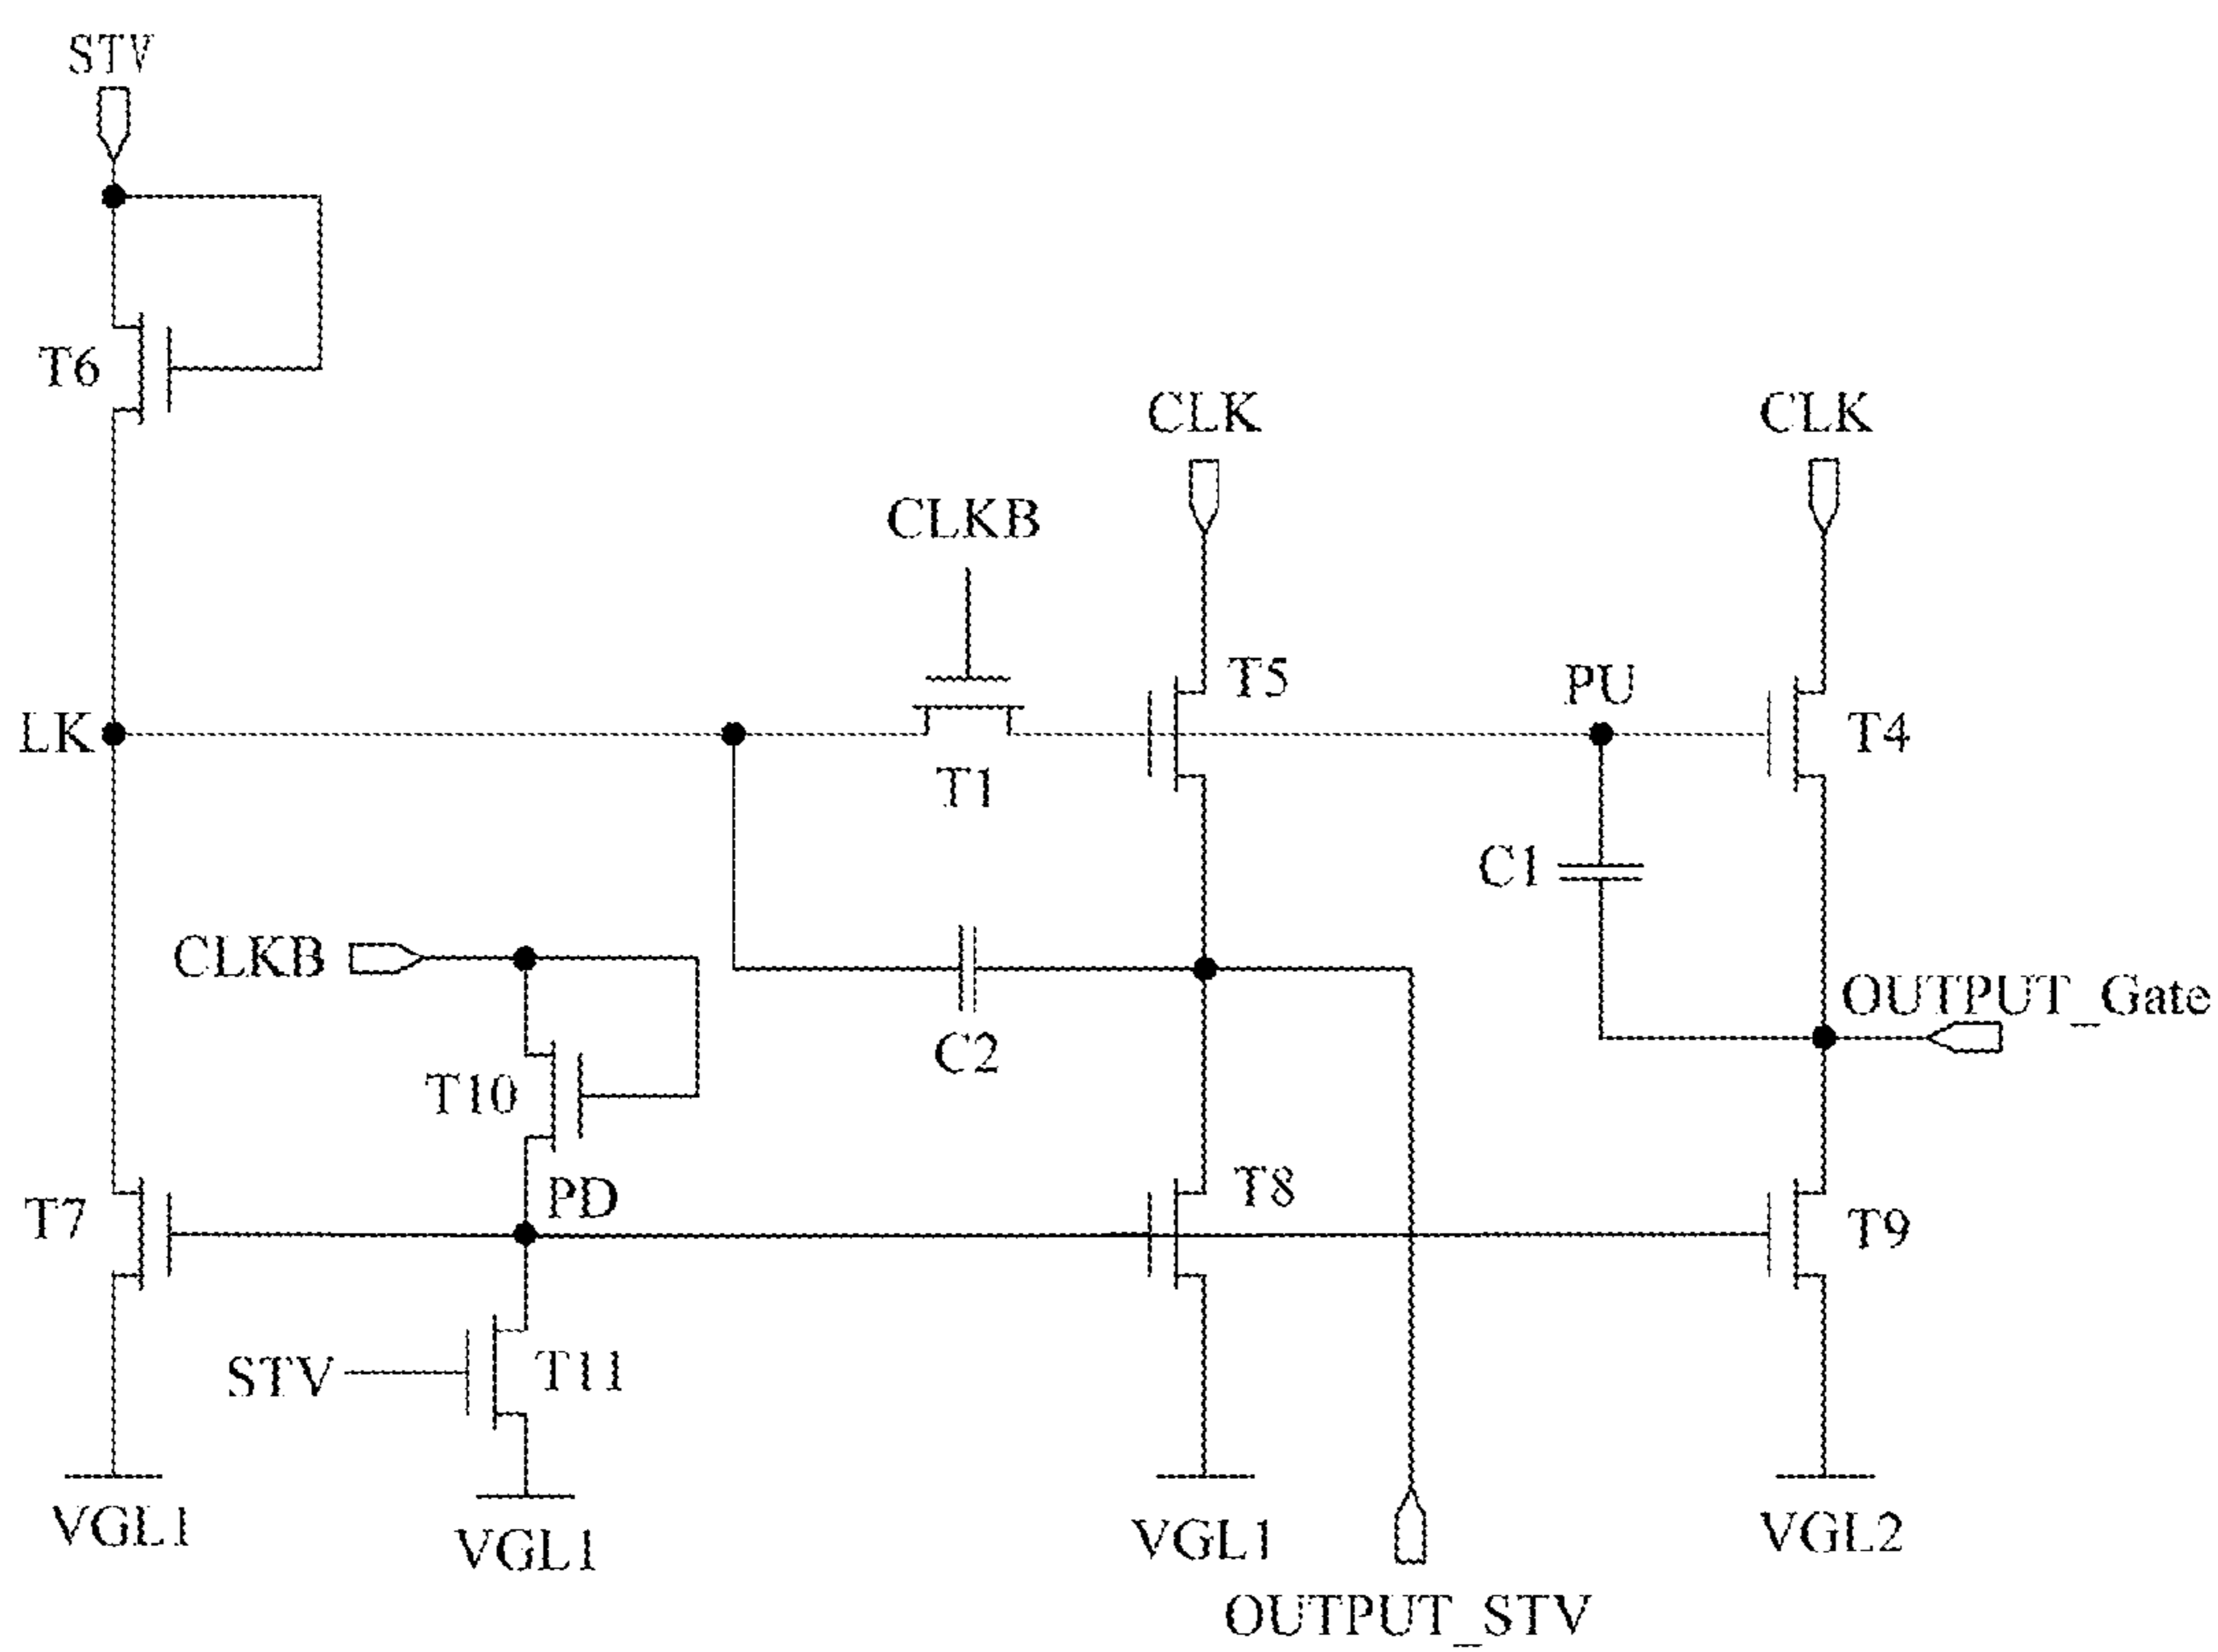 STV
T6
CLK
CLK
CLKB
T5
PU
LK
T4
T1
C1
CLKB
OUTPUT_Gate
C2
T10
PD
T8
T7
T9
STV
T11
VGL1
VGL1
VGL1
VGL2
OUTPUT_STV